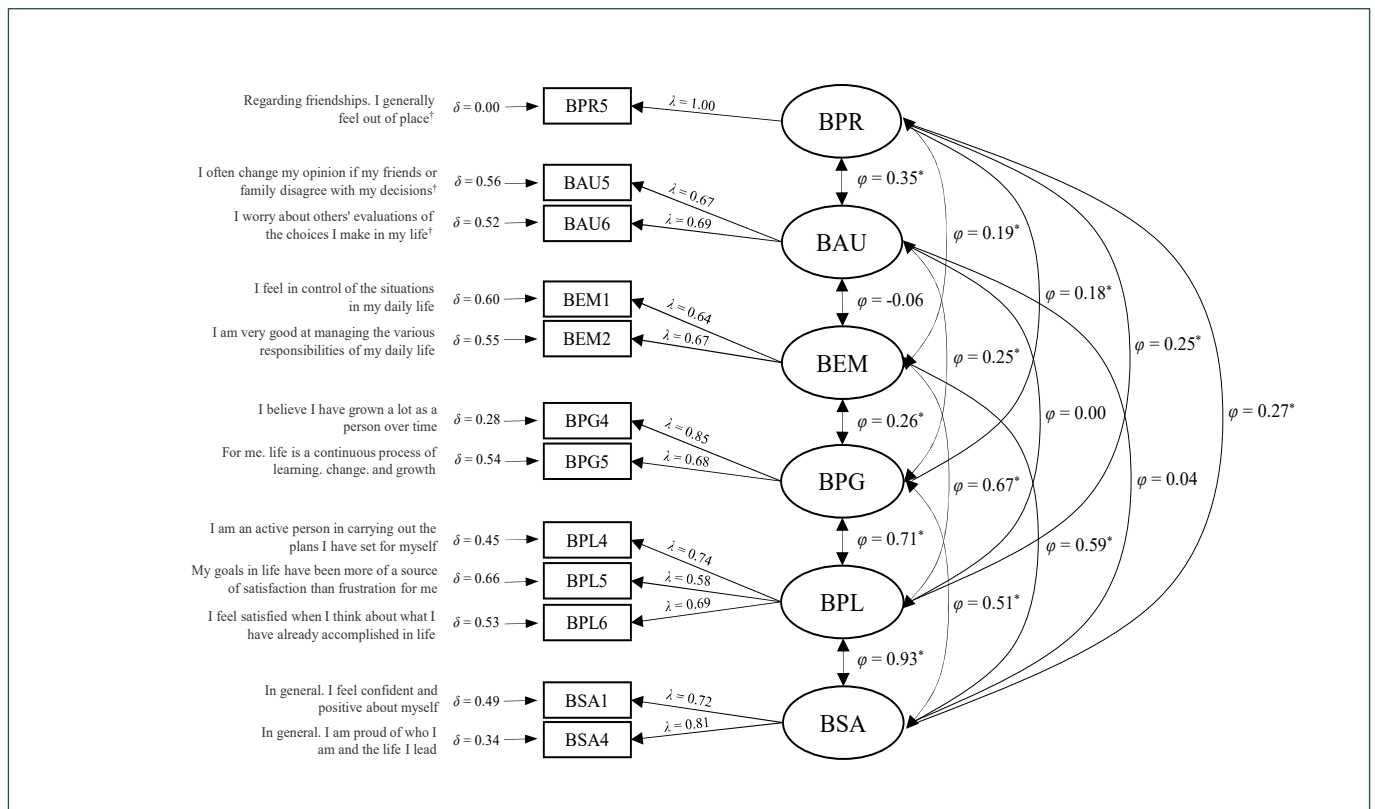 Regarding friendships. I generally
feel out of place†
δ = 0.00
BPR5
λ = 1.00
BPR
φ = 0.35*
I often change my opinion if my friends or
family disagree with my decisions†
δ = 0.56
BAU5
λ = 0.67
I worry about others' evaluations of
the choices I make in my life†
δ = 0.52
BAU6
λ = 0.69
BAU
φ = 0.19*
φ = -0.06
φ = 0.18*
I feel in control of the situations
in my daily life
δ = 0.60
BEM1
λ = 0.64
I am very good at managing the various
responsibilities of my daily life
δ = 0.55
BEM2
λ = 0.67
BEM
φ = 0.25*
φ = 0.25*
φ = 0.26*
φ = 0.00
φ = 0.27*
I believe I have grown a lot as a
person over time
δ = 0.28
BPG4
λ = 0.85
For me. life is a continuous process of
learning. change. and growth
δ = 0.54
BPG5
λ = 0.68
BPG
φ = 0.67*
φ = 0.04
φ = 0.71*
φ = 0.59*
I am an active person in carrying out the
plans I have set for myself
δ = 0.45
BPL4
λ = 0.74
My goals in life have been more of a source
of satisfaction than frustration for me
δ = 0.66
BPL5
λ = 0.58
I feel satisfied when I think about what I
have already accomplished in life
δ = 0.53
BPL6
λ = 0.69
BPL
φ = 0.51*
φ = 0.93*
In general. I feel confident and
positive about myself
δ = 0.49
BSA1
λ = 0.72
In general. I am proud of who I
am and the life I lead
δ = 0.34
BSA4
λ = 0.81
BSA